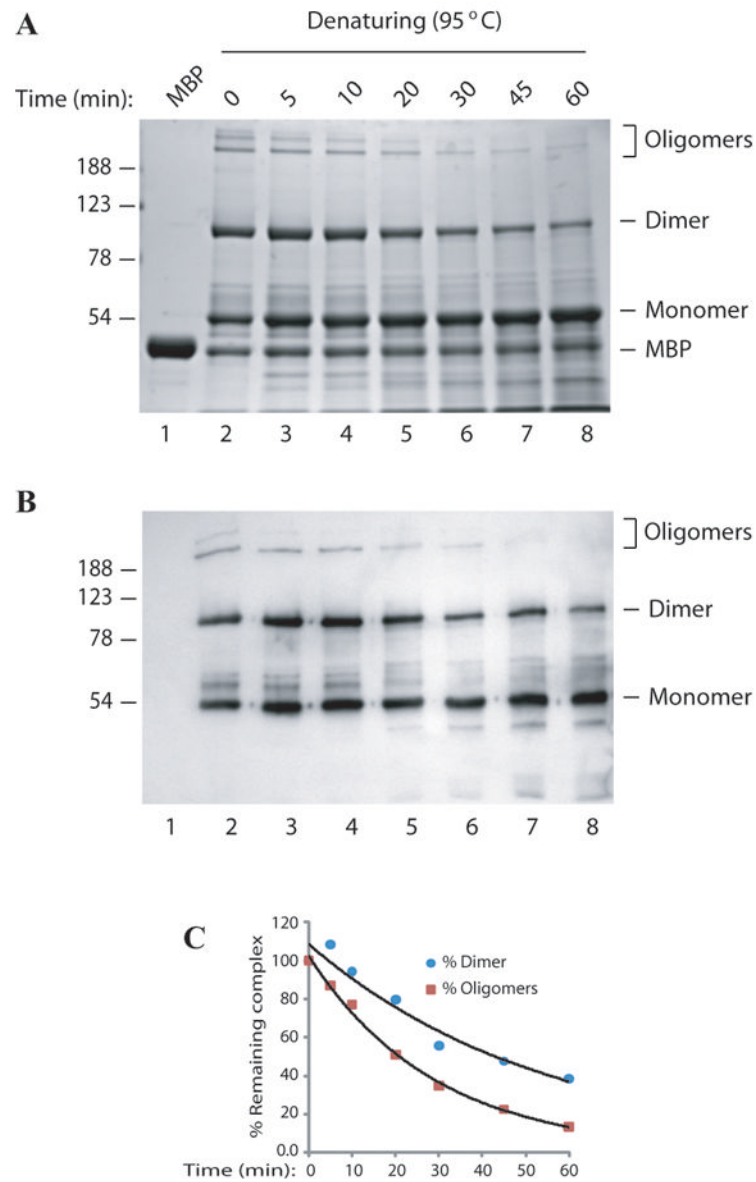 A
Denaturing (95 °C)
Time (min): MBP 0 5 10 20 30 45 60
Oligomers
188 –
123 –
Dimer
78 –
54 –
Monomer
MBP
1 2 3 4 5 6 7 8
B
Oligomers
188 –
123 –
Dimer
78 –
54 –
Monomer
1 2 3 4 5 6 7 8
C
% Remaining complex
120
100
80
60
40
20
0.0
% Dimer
% Oligomers
Time (min): 0 10 20 30 40 50 60